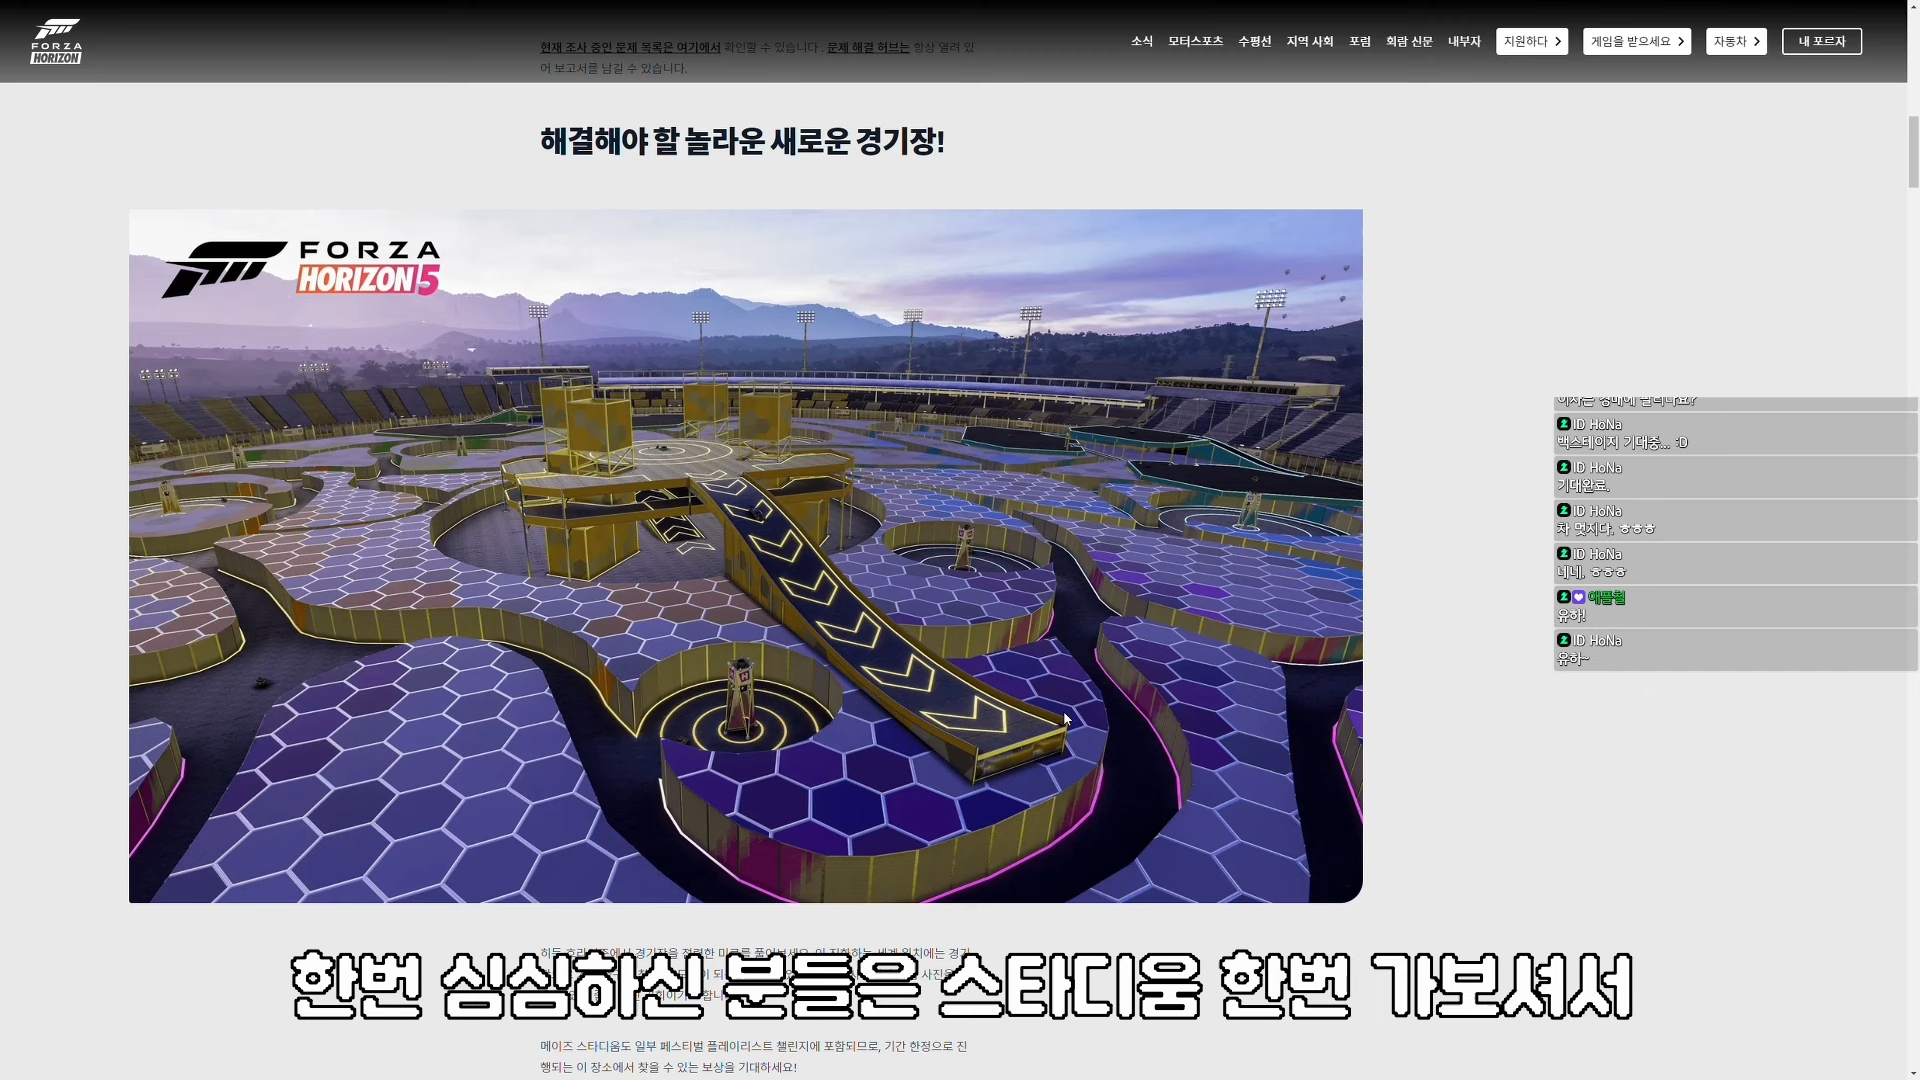 FORZA
HORIZON
소식 모터스포츠 수평선 지역 사회 포럼 회람 신문 내부자 지원하다 게임을 받으세요 자동차 내 포르자
현재 조사 중인 문제 목록은 여기에서 확인할 수 있습니다. 문제 해결 허브는 항상 열려 있
어 보고서를 남길 수 있습니다.
해결해야 할 놀라운 새로운 경기장!
FORZA
HORIZON 5
ID HoNa
백스테이지 기대중... :D
ID HoNa
기대완료.
ID HoNa
차 멋지다. ㅎㅎㅎ
ID HoNa
네네. ㅎㅎㅎ
애플힐
유하!
ID HoNa
유하~
한번 심심하신 분들은 스타디움 한번 가보셔서
메이즈 스타디움도 일부 페스티벌 플레이리스트 챌린지에 포함되므로, 기간 한정으로 진
행되는 이 장소에서 찾을 수 있는 보상을 기대하세요!